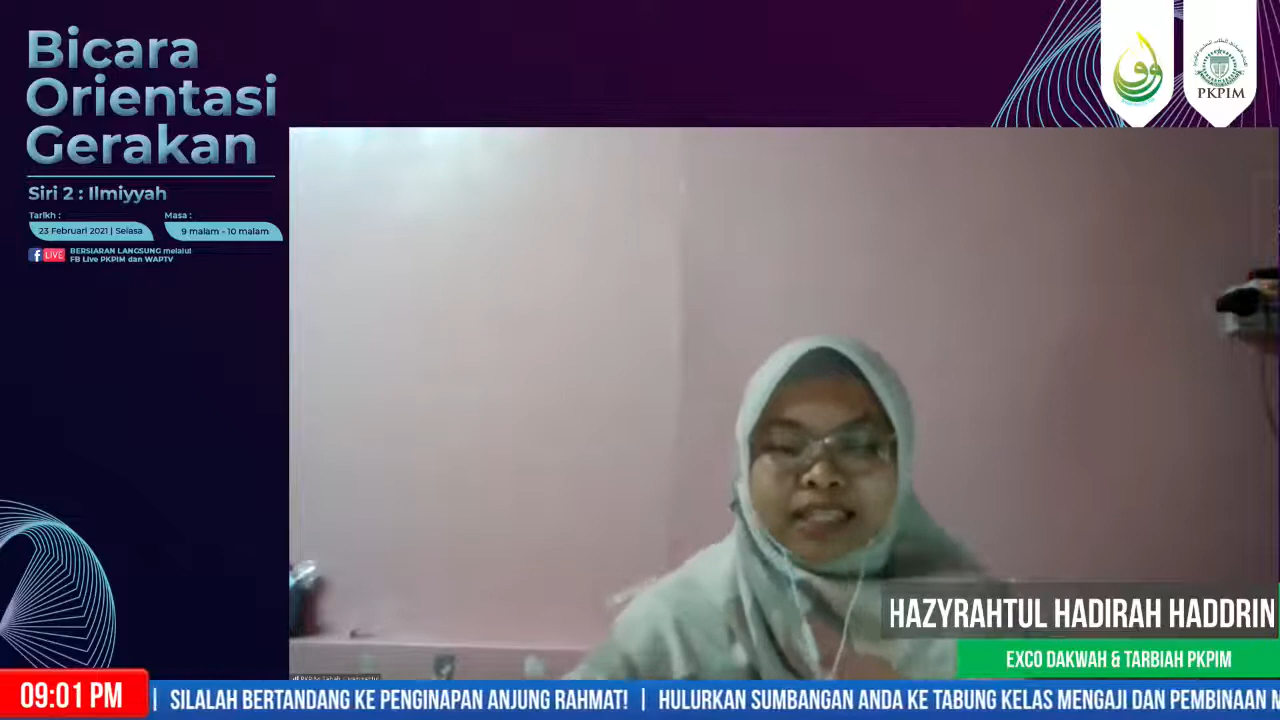 Bicara
Orientasi
Gerakan
Siri 2 : Ilmiyyah
Tarikh :
Masa :
23 Februari 2021 | Selasa
9 malam - 10 malam
f LIVE
BERSIARAN LANGSUNG melalui
FB Live PKPIM dan WAPTV
PKPIM
HAZYRAHTUL HADIRAH HADDRIN
EXCO DAKWAH & TARBIAH PKPIM
09:01 PM
| SILALAH BERTANDANG KE PENGINAPAN ANJUNG RAHMAT! | HULURKAN SUMBANGAN ANDA KE TABUNG KELAS MENGAJI DAN PEMBINAAN